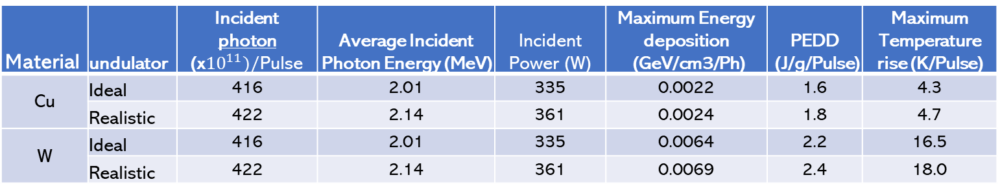 Material undulator Incident photon (x10¹¹)/Pulse Average Incident Photon Energy (MeV) Incident Power (W) Maximum Energy deposition (GeV/cm3/Ph) PEDD (J/g/Pulse) Maximum Temperature rise (K/Pulse)
Cu Ideal 416 2.01 335 0.0022 1.6 4.3
Realistic 422 2.14 361 0.0024 1.8 4.7
W Ideal 416 2.01 335 0.0064 2.2 16.5
Realistic 422 2.14 361 0.0069 2.4 18.0